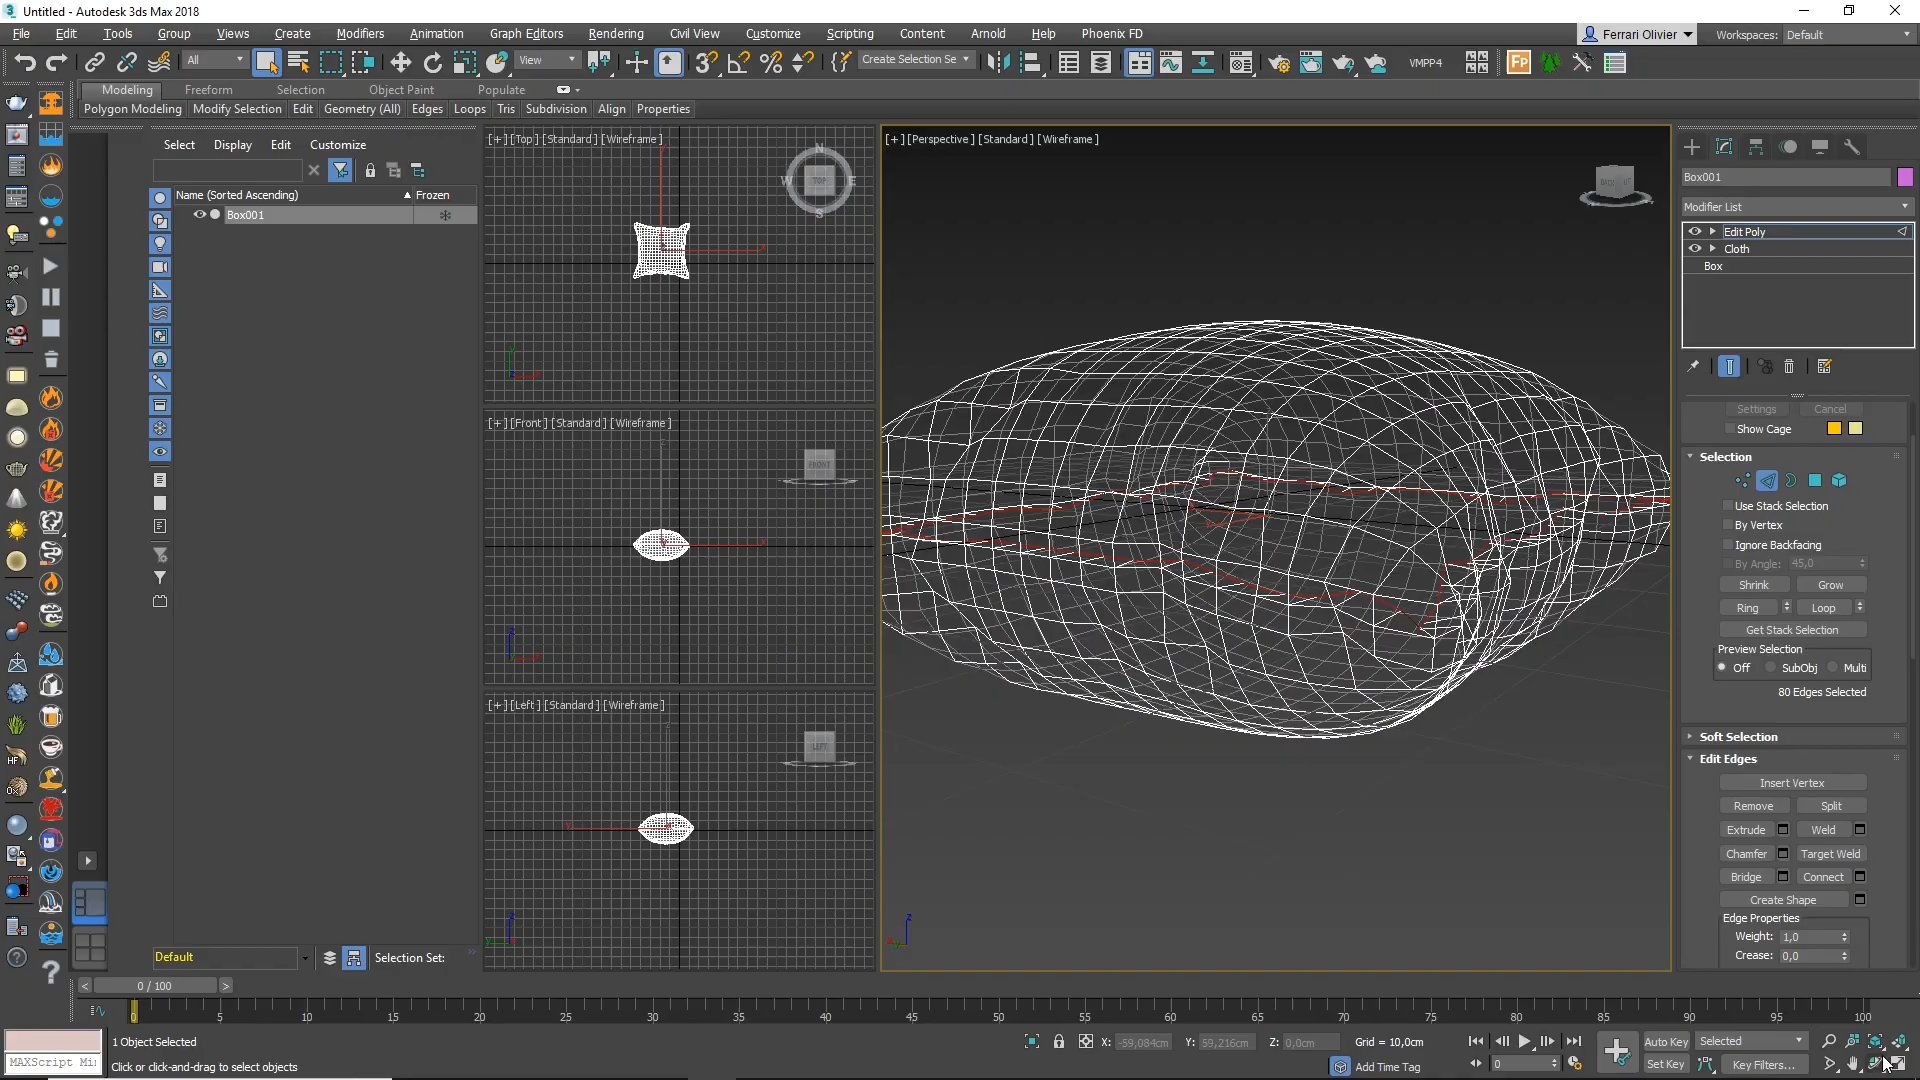 Untitled - Autodesk 3ds Max 2018
File Edit Tools Group Views Create Modifiers Animation Graph Editors Rendering Civil View Customize Scripting Content Arnold Help Phoenix FD Ferrari Olivier Workspaces: Default
All View Create Selection Se VMPP4
Modeling Freeform Selection Object Paint Populate
Polygon Modeling Modify Selection Edit Geometry (All) Edges Loops Tris Subdivision Align Properties
Select Display Edit Customize
Name (Sorted Ascending) Frozen
Box001
Default Selection Set:
[+] [Top] [Standard] [Wireframe]
N
W TOP E
S
[+] [Front] [Standard] [Wireframe]
FRONT
[+] [Left] [Standard] [Wireframe]
LEFT
[+] [Perspective] [Standard] [Wireframe]
Box001
Modifier List
Edit Poly
Cloth
Box
Settings Cancel
Show Cage
Selection
Use Stack Selection
By Vertex
Ignore Backfacing
By Angle: 45,0
Shrink Grow
Ring Loop
Get Stack Selection
Preview Selection
Off SubObj Multi
80 Edges Selected
Soft Selection
Edit Edges
Insert Vertex
Remove Split
Extrude Weld
Chamfer Target Weld
Bridge Connect
Create Shape
Edge Properties
Weight: 1,0
Crease: 0,0
< 0 / 100 >
0 5 10 15 20 25 30 35 40 45 50 55 60 65 70 75 80 85 90 95 100
1 Object Selected X: -59,084cm Y: 59,216cm Z: 0,0cm Grid = 10,0cm Auto Key Selected
MAXScript Mi Click or click-and-drag to select objects Add Time Tag 0 Set Key Key Filters...